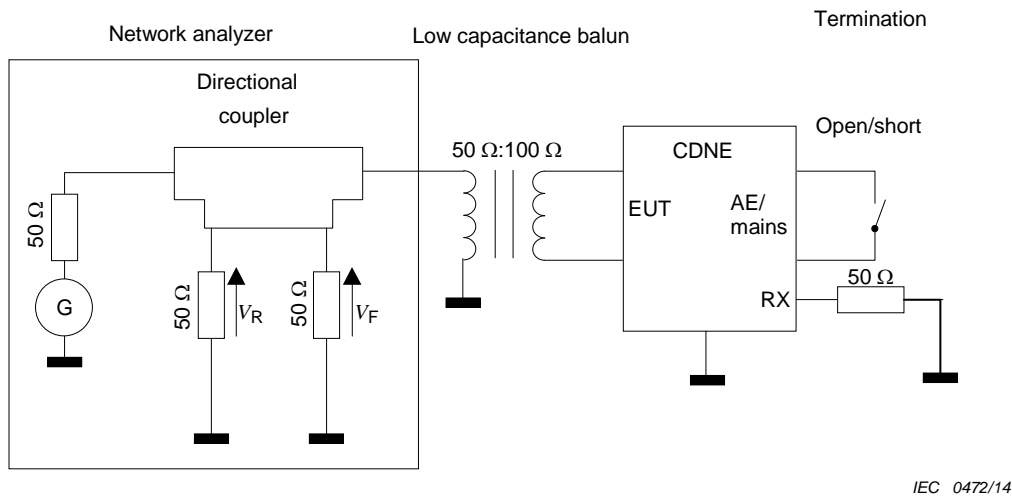 Termination
Network analyzer
Low capacitance balun
Directional
coupler
Open/short
50 Ω:100 Ω
CDNE
EUT
AE/
mains
50 Ω
50 Ω
50 Ω
50 Ω
VR
VF
G
RX
IEC 0472/14